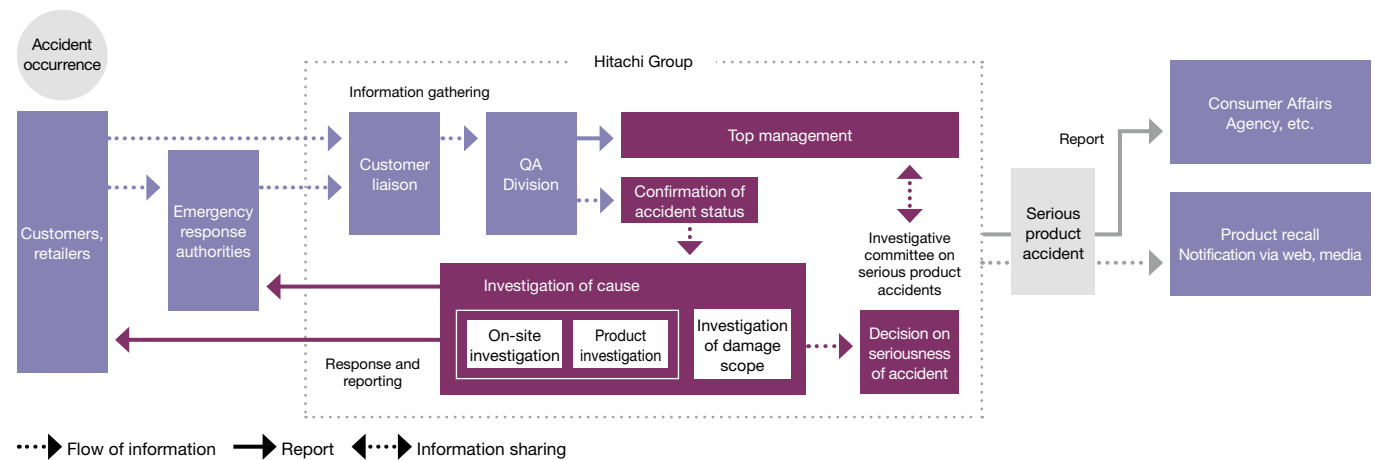 Accident
occurrence
Hitachi Group
Information gathering
Customers,
retailers
Emergency
response
authorities
Customer
liaison
QA
Division
Top management
Confirmation of
accident status
Investigation of cause
On-site
investigation
Product
investigation
Investigation
of damage
scope
Response and
reporting
Investigative
committee on
serious product
accidents
Decision on
seriousness
of accident
Serious
product
accident
Report
Consumer Affairs
Agency, etc.
Product recall
Notification via web, media
Flow of information
Report
Information sharing